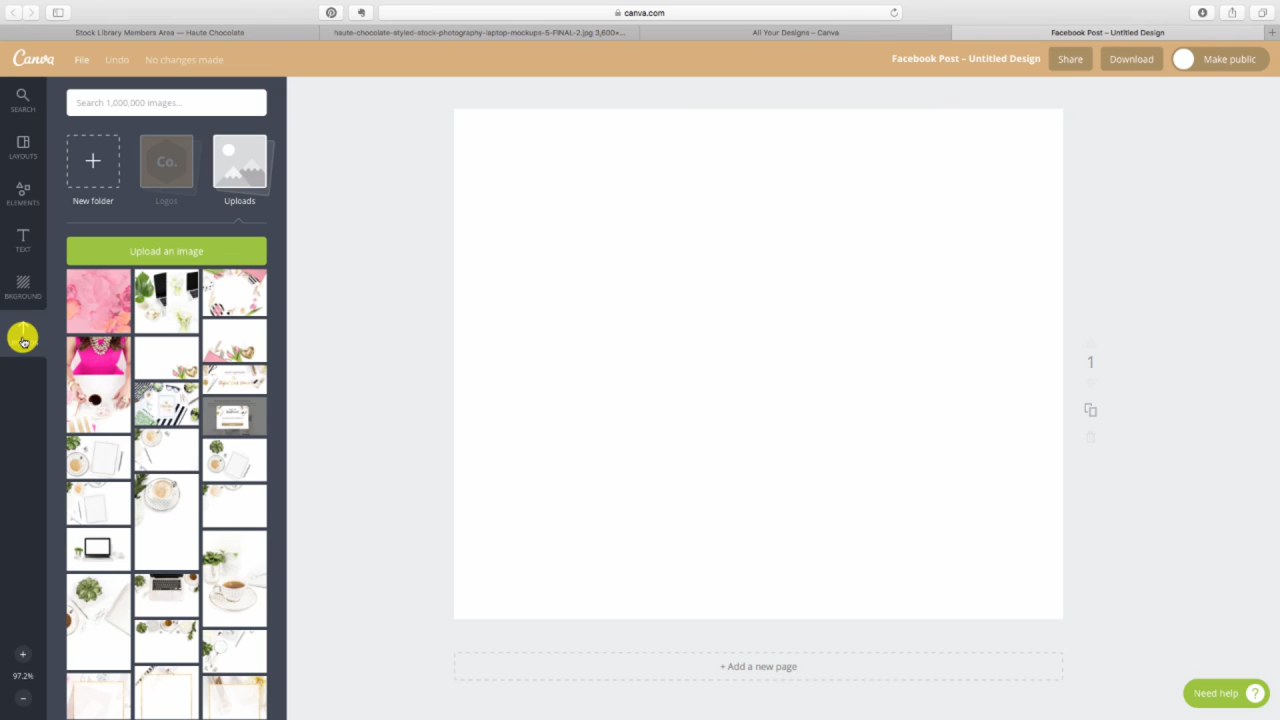 canva.com
Stock Library Members Area — Haute Chocolate
haute-chocolate-styled-stock-photography-laptop-mockups-5-FINAL-2.jpg 3,600×...
All Your Designs – Canva
Facebook Post – Untitled Design
Canva
File
Undo
No changes made
Facebook Post – Untitled Design
Share
Download
Make public
SEARCH
LAYOUTS
ELEMENTS
TEXT
BKGROUND
Search 1,000,000 images...
Co.
New folder
Logos
Uploads
Upload an image
1
+ Add a new page
97.2%
Need help ?